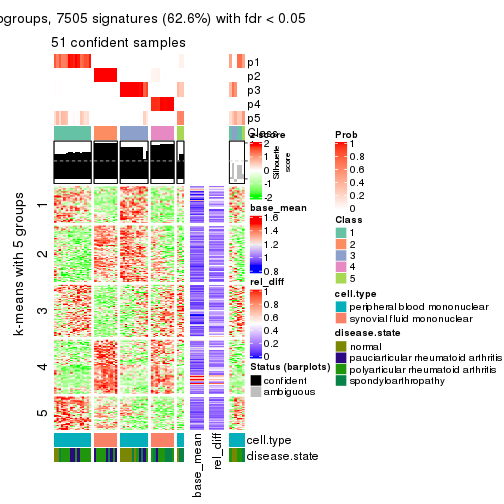 ogroups, 7505 signatures (62.6%) with fdr < 0.05
51 confident samples
p1
p2
p3
p4
p5
Class
Silhouette
score
k-means with 5 groups
1
2
3
4
5
cell.type
disease.state
base_mean
rel_diff
z-score
2
1
0
-1
-2
base_mean
1.6
1.4
1.2
1
0.8
rel_diff
1
0.8
0.6
0.4
0.2
0
Status (barplots)
confident
ambiguous
Prob
1
0.8
0.6
0.4
0.2
0
Class
1
2
3
4
5
cell.type
peripheral blood mononuclear
synovial fluid mononuclear
disease.state
normal
pauciarticular rheumatoid arthritis
polyarticular rheumatoid arthritis
spondyloarthropathy